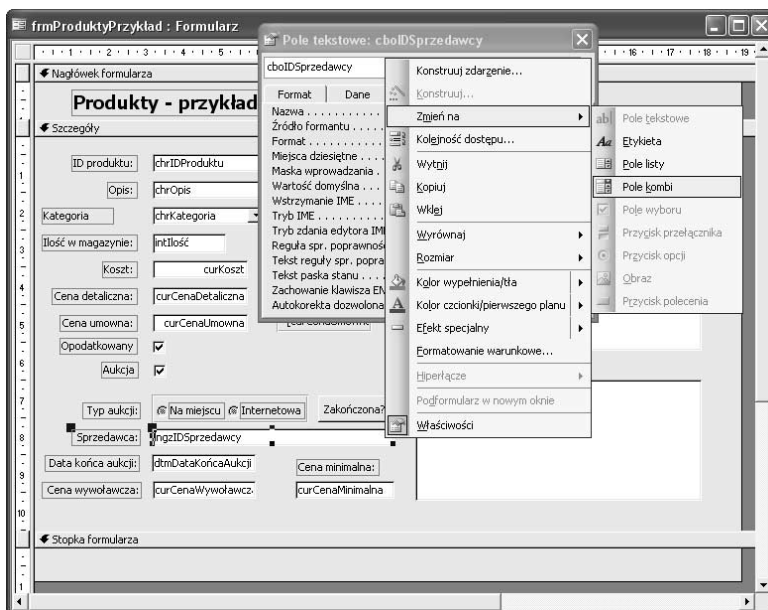 frmProduktyPrzykład : Formularz
Nagłówek formularza
Produkty - przykład
Szczegóły
ID produktu: chrIDProduktu
Opis: chrOpis
Kategoria chrKategoria
Ilość w magazynie: intIlość
Koszt: curKoszt
Cena detaliczna: curCenaDetaliczna
Cena umowna: curCenaUmowna
Opodatkowany
Aukcja
Typ aukcji: Na miejscu Internetowa Zakończona?
Sprzedawca: lngzIDSprzedawcy
Data końca aukcji: dtmDataKońcaAukcji Cena minimalna:
Cena wywoławcza: curCenaWywoławcz curCenaMinimalna
Stopka formularza
Pole tekstowe: cboIDSprzedawcy
cboIDSprzedawcy
Format Dane
Nazwa
Źródło formantu
Format
Miejsca dziesiętne
Maska wprowadzania
Wartość domyślna
Wstrzymanie IME
Tryb IME
Tryb zdania edytora IM
Reguła spr. poprawnoś
Tekst reguły spr. popra
Tekst paska stanu
Zachowanie klawisza EN
Autokorekta dozwolona
Konstruuj zdarzenie...
Konstruuj...
Zmień na
Kolejność dostępu...
Wytnij
Kopiuj
Wklej
Wyrównaj
Rozmiar
Kolor wypełnienia/tła
Kolor czcionki/pierwszego planu
Efekt specjalny
Formatowanie warunkowe...
Hiperłącze
Podformularz w nowym oknie
Właściwości
Pole tekstowe
Etykieta
Pole listy
Pole kombi
Pole wyboru
Przycisk przełącznika
Przycisk opcji
Obraz
Przycisk polecenia